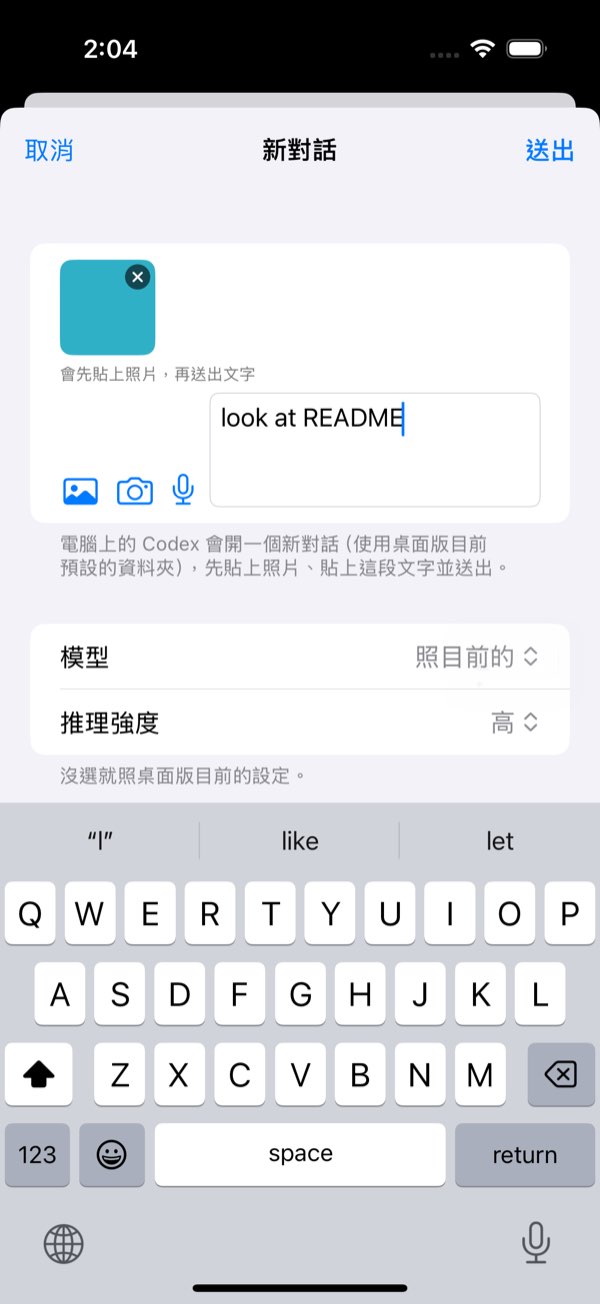 2:04
取消
新對話
送出
會先貼上照片，再送出文字
look at README
電腦上的 Codex 會開一個新對話（使用桌面版目前
預設的資料夾），先貼上照片、貼上這段文字並送出。
模型
照目前的
推理強度
高
沒選就照桌面版目前的設定。
“l”
like
let
Q W E R T Y U I O P
A S D F G H J K L
Z X C V B N M
123
space
return